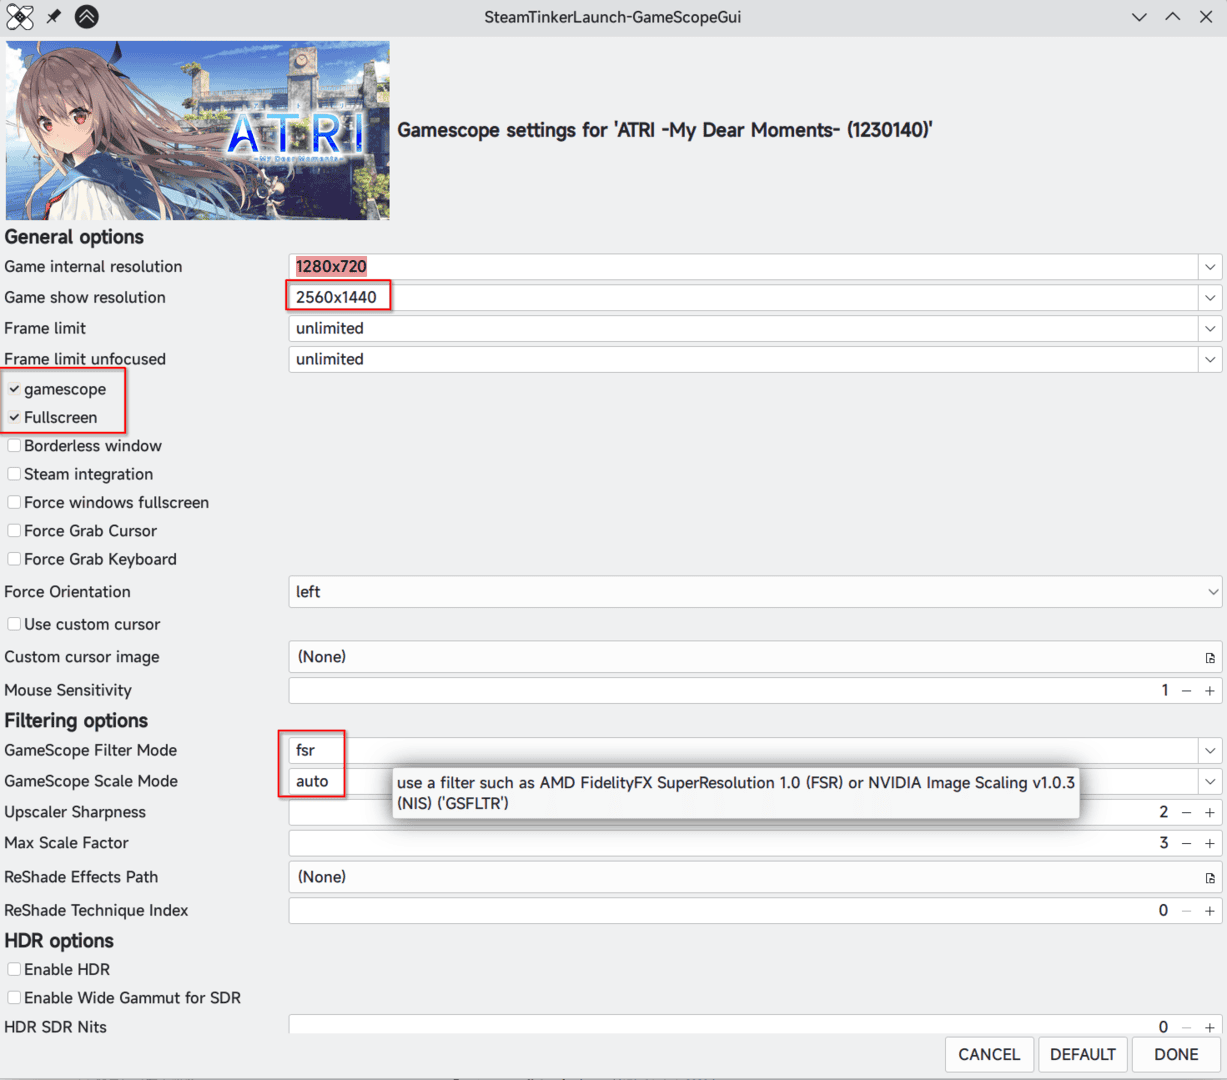 SteamTinkerLaunch-GameScopeGui
ATRI
-My Dear Moments-
Gamescope settings for 'ATRI -My Dear Moments- (1230140)'
General options
Game internal resolution 1280x720
Game show resolution 2560x1440
Frame limit unlimited
Frame limit unfocused unlimited
gamescope
Fullscreen
Borderless window
Steam integration
Force windows fullscreen
Force Grab Cursor
Force Grab Keyboard
Force Orientation left
Use custom cursor
Custom cursor image (None)
Mouse Sensitivity 1 − +
Filtering options
GameScope Filter Mode fsr
GameScope Scale Mode auto
use a filter such as AMD FidelityFX SuperResolution 1.0 (FSR) or NVIDIA Image Scaling v1.0.3
(NIS) ('GSFLTR')
Upscaler Sharpness 2 − +
Max Scale Factor 3 − +
ReShade Effects Path (None)
ReShade Technique Index 0 − +
HDR options
Enable HDR
Enable Wide Gammut for SDR
HDR SDR Nits 0 − +
CANCEL DEFAULT DONE